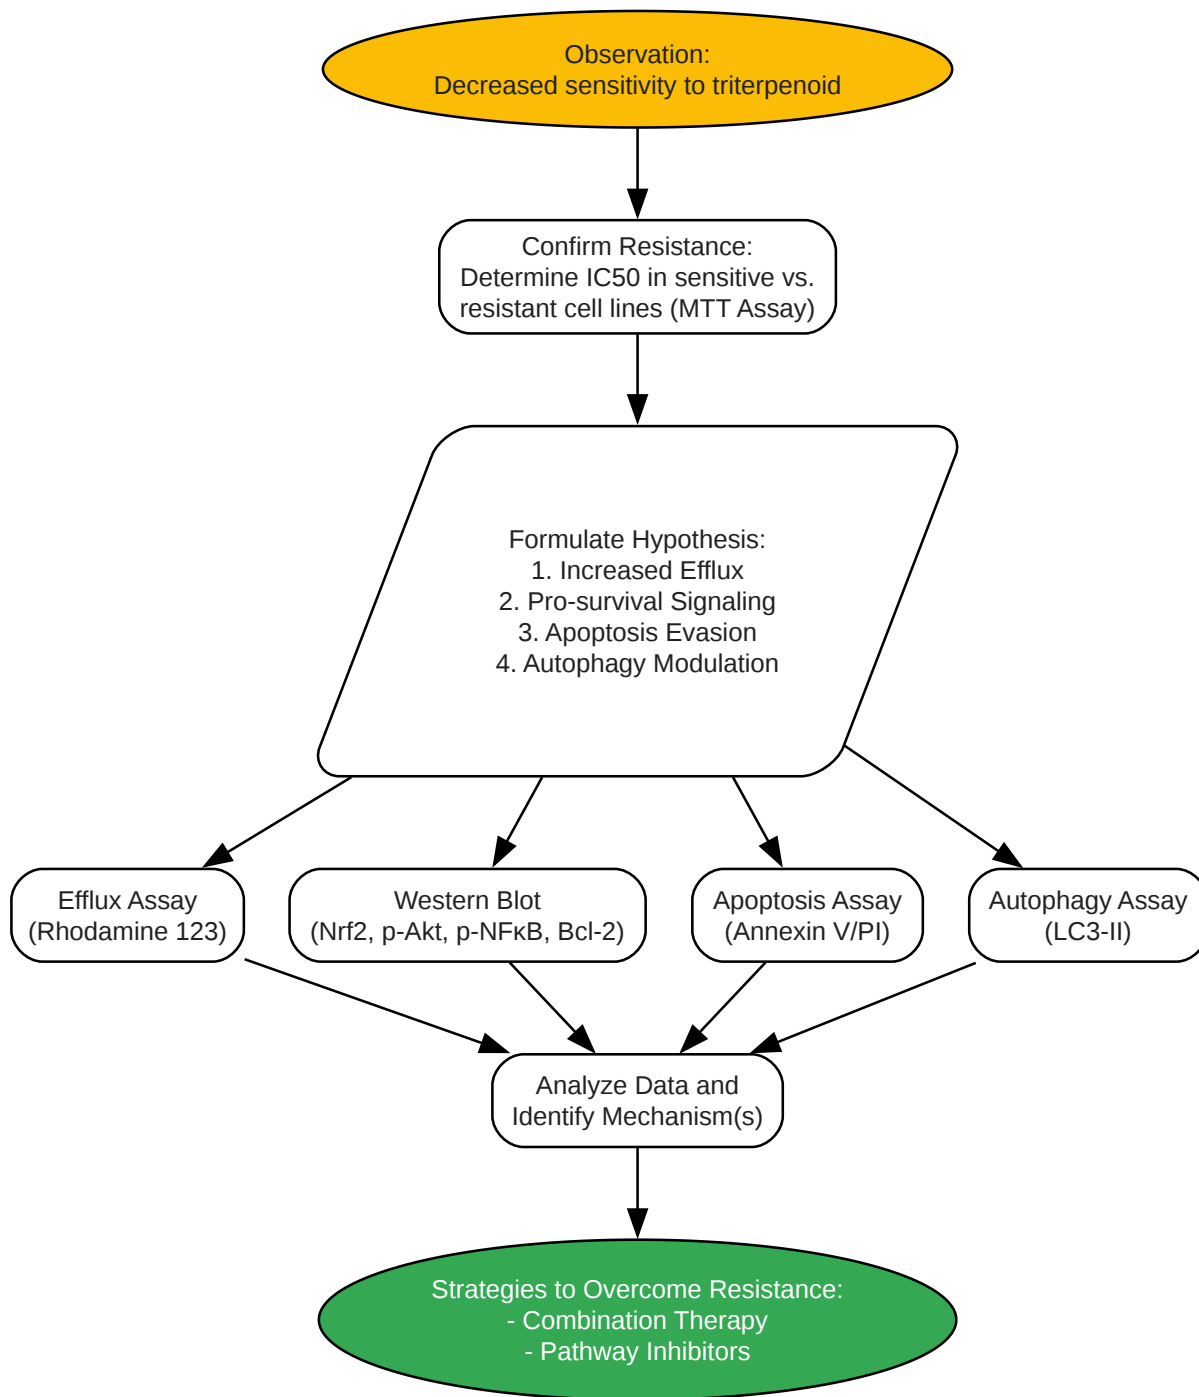 Observation:
Decreased sensitivity to triterpenoid
Confirm Resistance:
Determine IC50 in sensitive vs.
resistant cell lines (MTT Assay)
Formulate Hypothesis:
1. Increased Efflux
2. Pro-survival Signaling
3. Apoptosis Evasion
4. Autophagy Modulation
Efflux Assay
(Rhodamine 123)
Western Blot
(Nrf2, p-Akt, p-NFκB, Bcl-2)
Apoptosis Assay
(Annexin V/PI)
Autophagy Assay
(LC3-II)
Analyze Data and
Identify Mechanism(s)
Strategies to Overcome Resistance:
- Combination Therapy
- Pathway Inhibitors